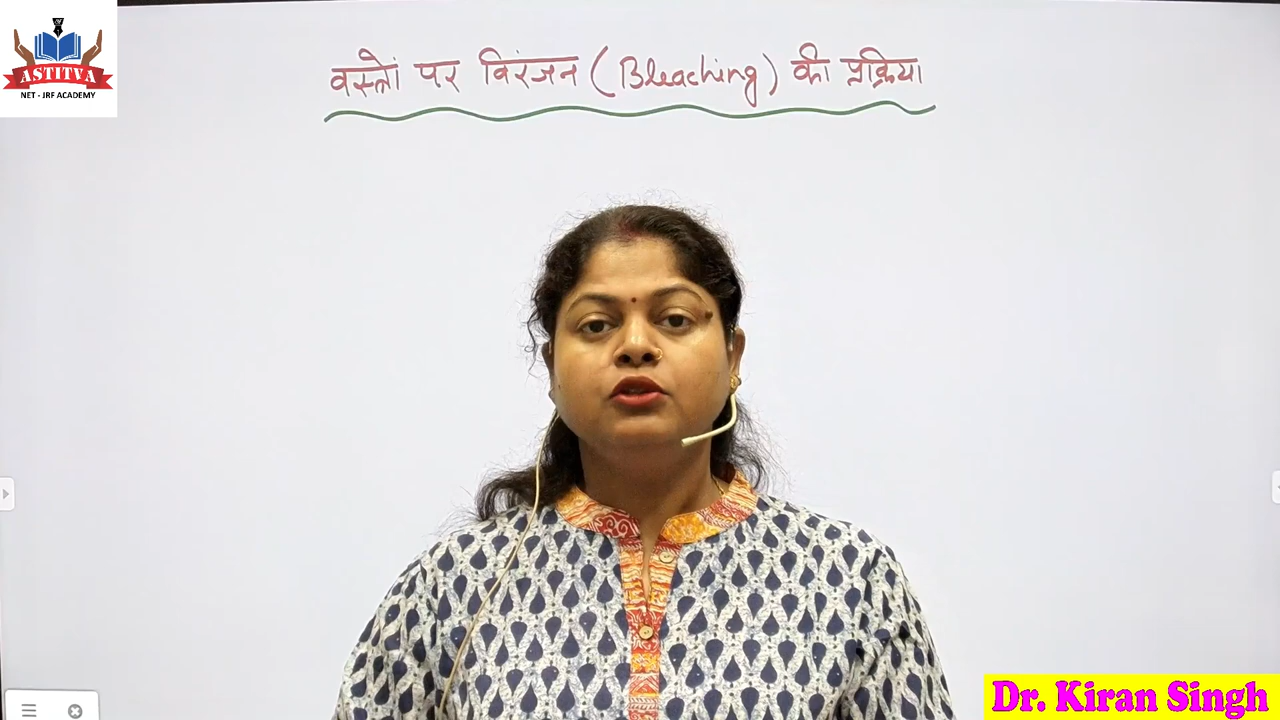 ASTITVA
NET - JRF ACADEMY
वस्त्रों पर विरंजन (Bleaching) की प्रक्रिया
Dr. Kiran Singh